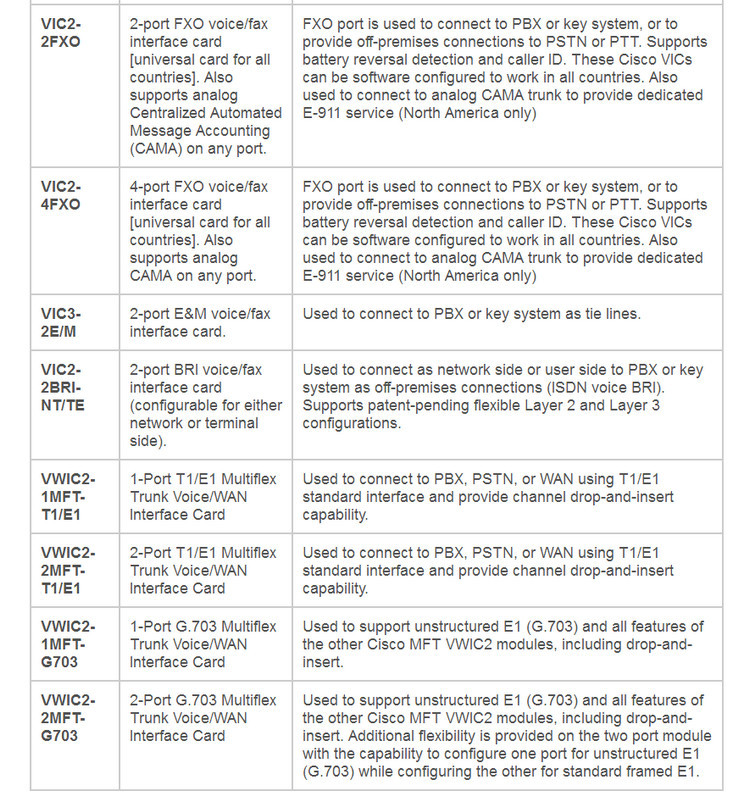 VIC2-
2FXO
2-port FXO voice/fax
interface card
[universal card for all
countries]. Also
supports analog
Centralized Automated
Message Accounting
(CAMA) on any port.
FXO port is used to connect to PBX or key system, or to
provide off-premises connections to PSTN or PTT. Supports
battery reversal detection and caller ID. These Cisco VICs
can be software configured to work in all countries. Also
used to connect to analog CAMA trunk to provide dedicated
E-911 service (North America only)
VIC2-
4FXO
4-port FXO voice/fax
interface card
[universal card for all
countries]. Also
supports analog
CAMA on any port.
FXO port is used to connect to PBX or key system, or to
provide off-premises connections to PSTN or PTT. Supports
battery reversal detection and caller ID. These Cisco VICs
can be software configured to work in all countries. Also
used to connect to analog CAMA trunk to provide dedicated
E-911 service (North America only)
VIC3-
2E/M
2-port E&M voice/fax
interface card.
Used to connect to PBX or key system as tie lines.
VIC2-
2BRI-
NT/TE
2-port BRI voice/fax
interface card
(configurable for either
network or terminal
side).
Used to connect as network side or user side to PBX or key
system as off-premises connections (ISDN voice BRI).
Supports patent-pending flexible Layer 2 and Layer 3
configurations.
VWIC2-
1MFT-
T1/E1
1-Port T1/E1 Multiflex
Trunk Voice/WAN
Interface Card
Used to connect to PBX, PSTN, or WAN using T1/E1
standard interface and provide channel drop-and-insert
capability.
VWIC2-
2MFT-
T1/E1
2-Port T1/E1 Multiflex
Trunk Voice/WAN
Interface Card
Used to connect to PBX, PSTN, or WAN using T1/E1
standard interface and provide channel drop-and-insert
capability.
VWIC2-
1MFT-
G703
1-Port G.703 Multiflex
Trunk Voice/WAN
Interface Card
Used to support unstructured E1 (G.703) and all features of
the other Cisco MFT VWIC2 modules, including drop-and-
insert.
VWIC2-
2MFT-
G703
2-Port G.703 Multiflex
Trunk Voice/WAN
Interface Card
Used to support unstructured E1 (G.703) and all features of
the other Cisco MFT VWIC2 modules, including drop-and-
insert. Additional flexibility is provided on the two port module
with the capability to configure one port for unstructured E1
(G.703) while configuring the other for standard framed E1.